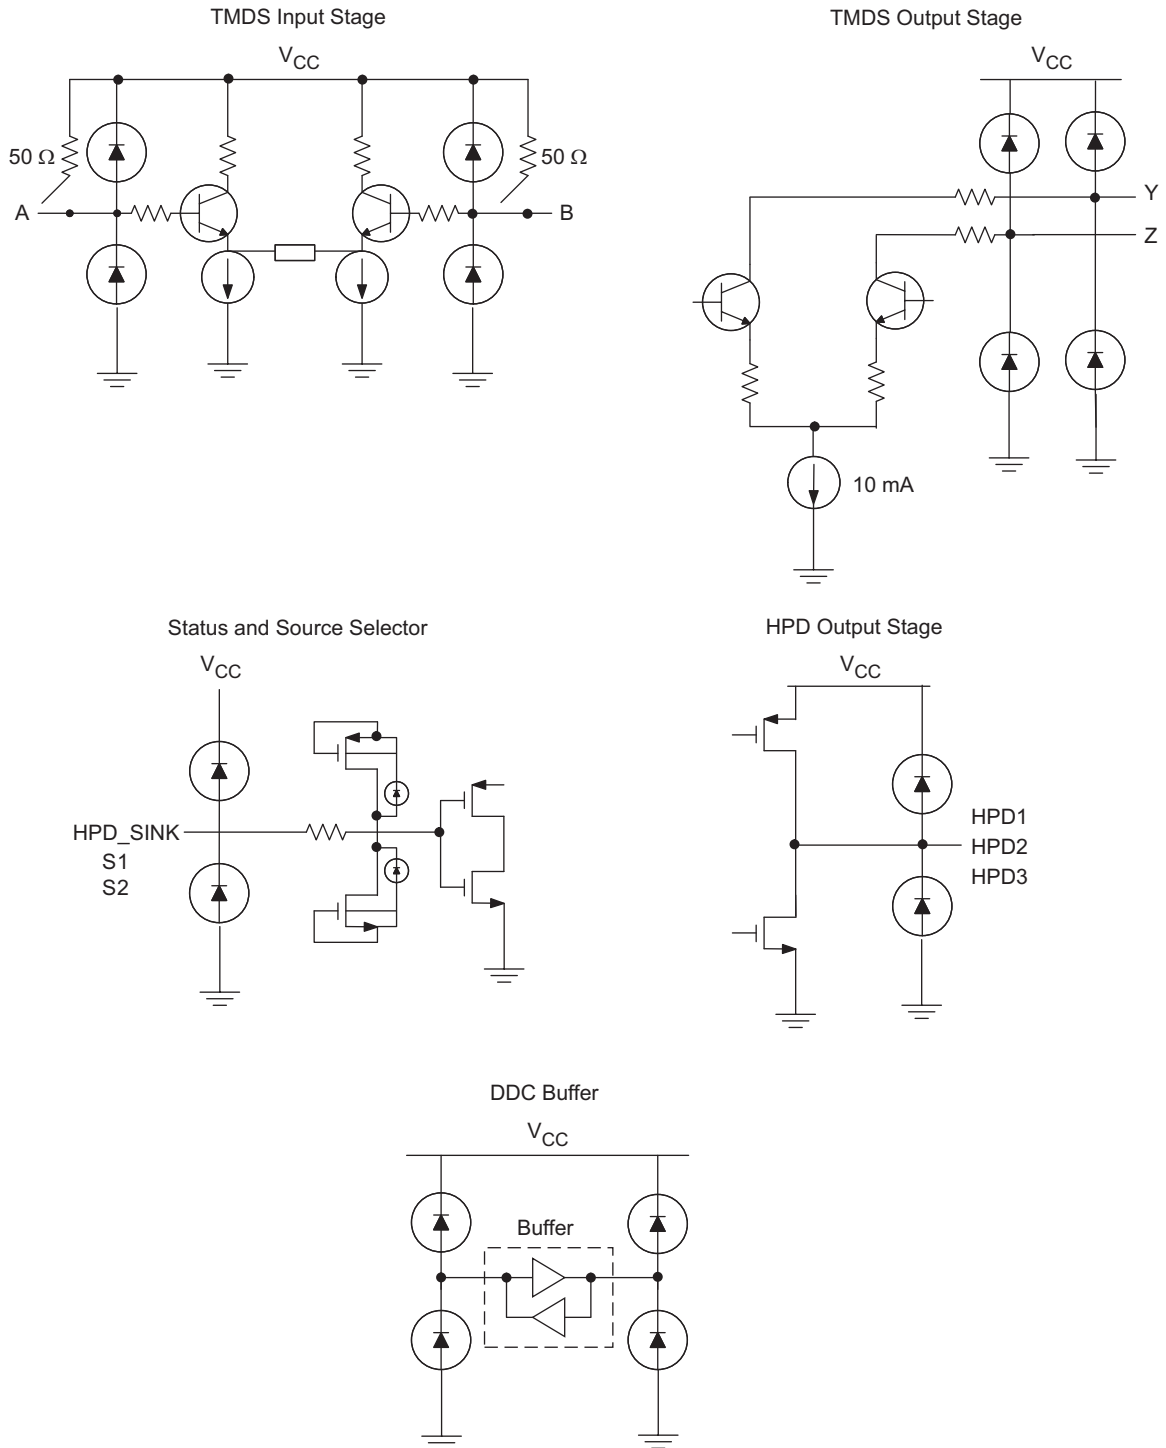 TMDS Input Stage
V_CC
50 Ω
50 Ω
A
B
TMDS Output Stage
V_CC
Y
Z
10 mA
Status and Source Selector
V_CC
HPD_SINK
S1
S2
HPD Output Stage
V_CC
HPD1
HPD2
HPD3
DDC Buffer
V_CC
Buffer